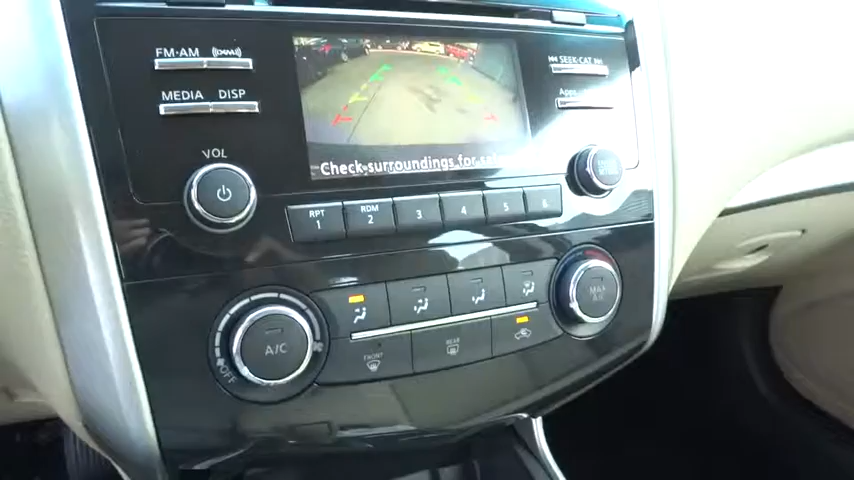 FM·AM
SEEK·CAT
MEDIA DISP
Check surroundings for safety
VOL
RPT 1
RDM 2
3
4
5
6
A/C
OFF
MAX A/C
FRONT
REAR